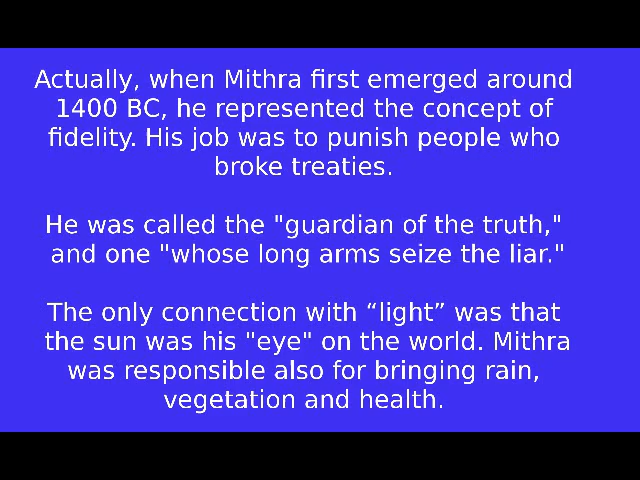 Actually, when Mithra first emerged around
1400 BC, he represented the concept of
fidelity. His job was to punish people who
broke treaties.
He was called the "guardian of the truth,"
and one "whose long arms seize the liar."
The only connection with “light” was that
the sun was his "eye" on the world. Mithra
was responsible also for bringing rain,
vegetation and health.